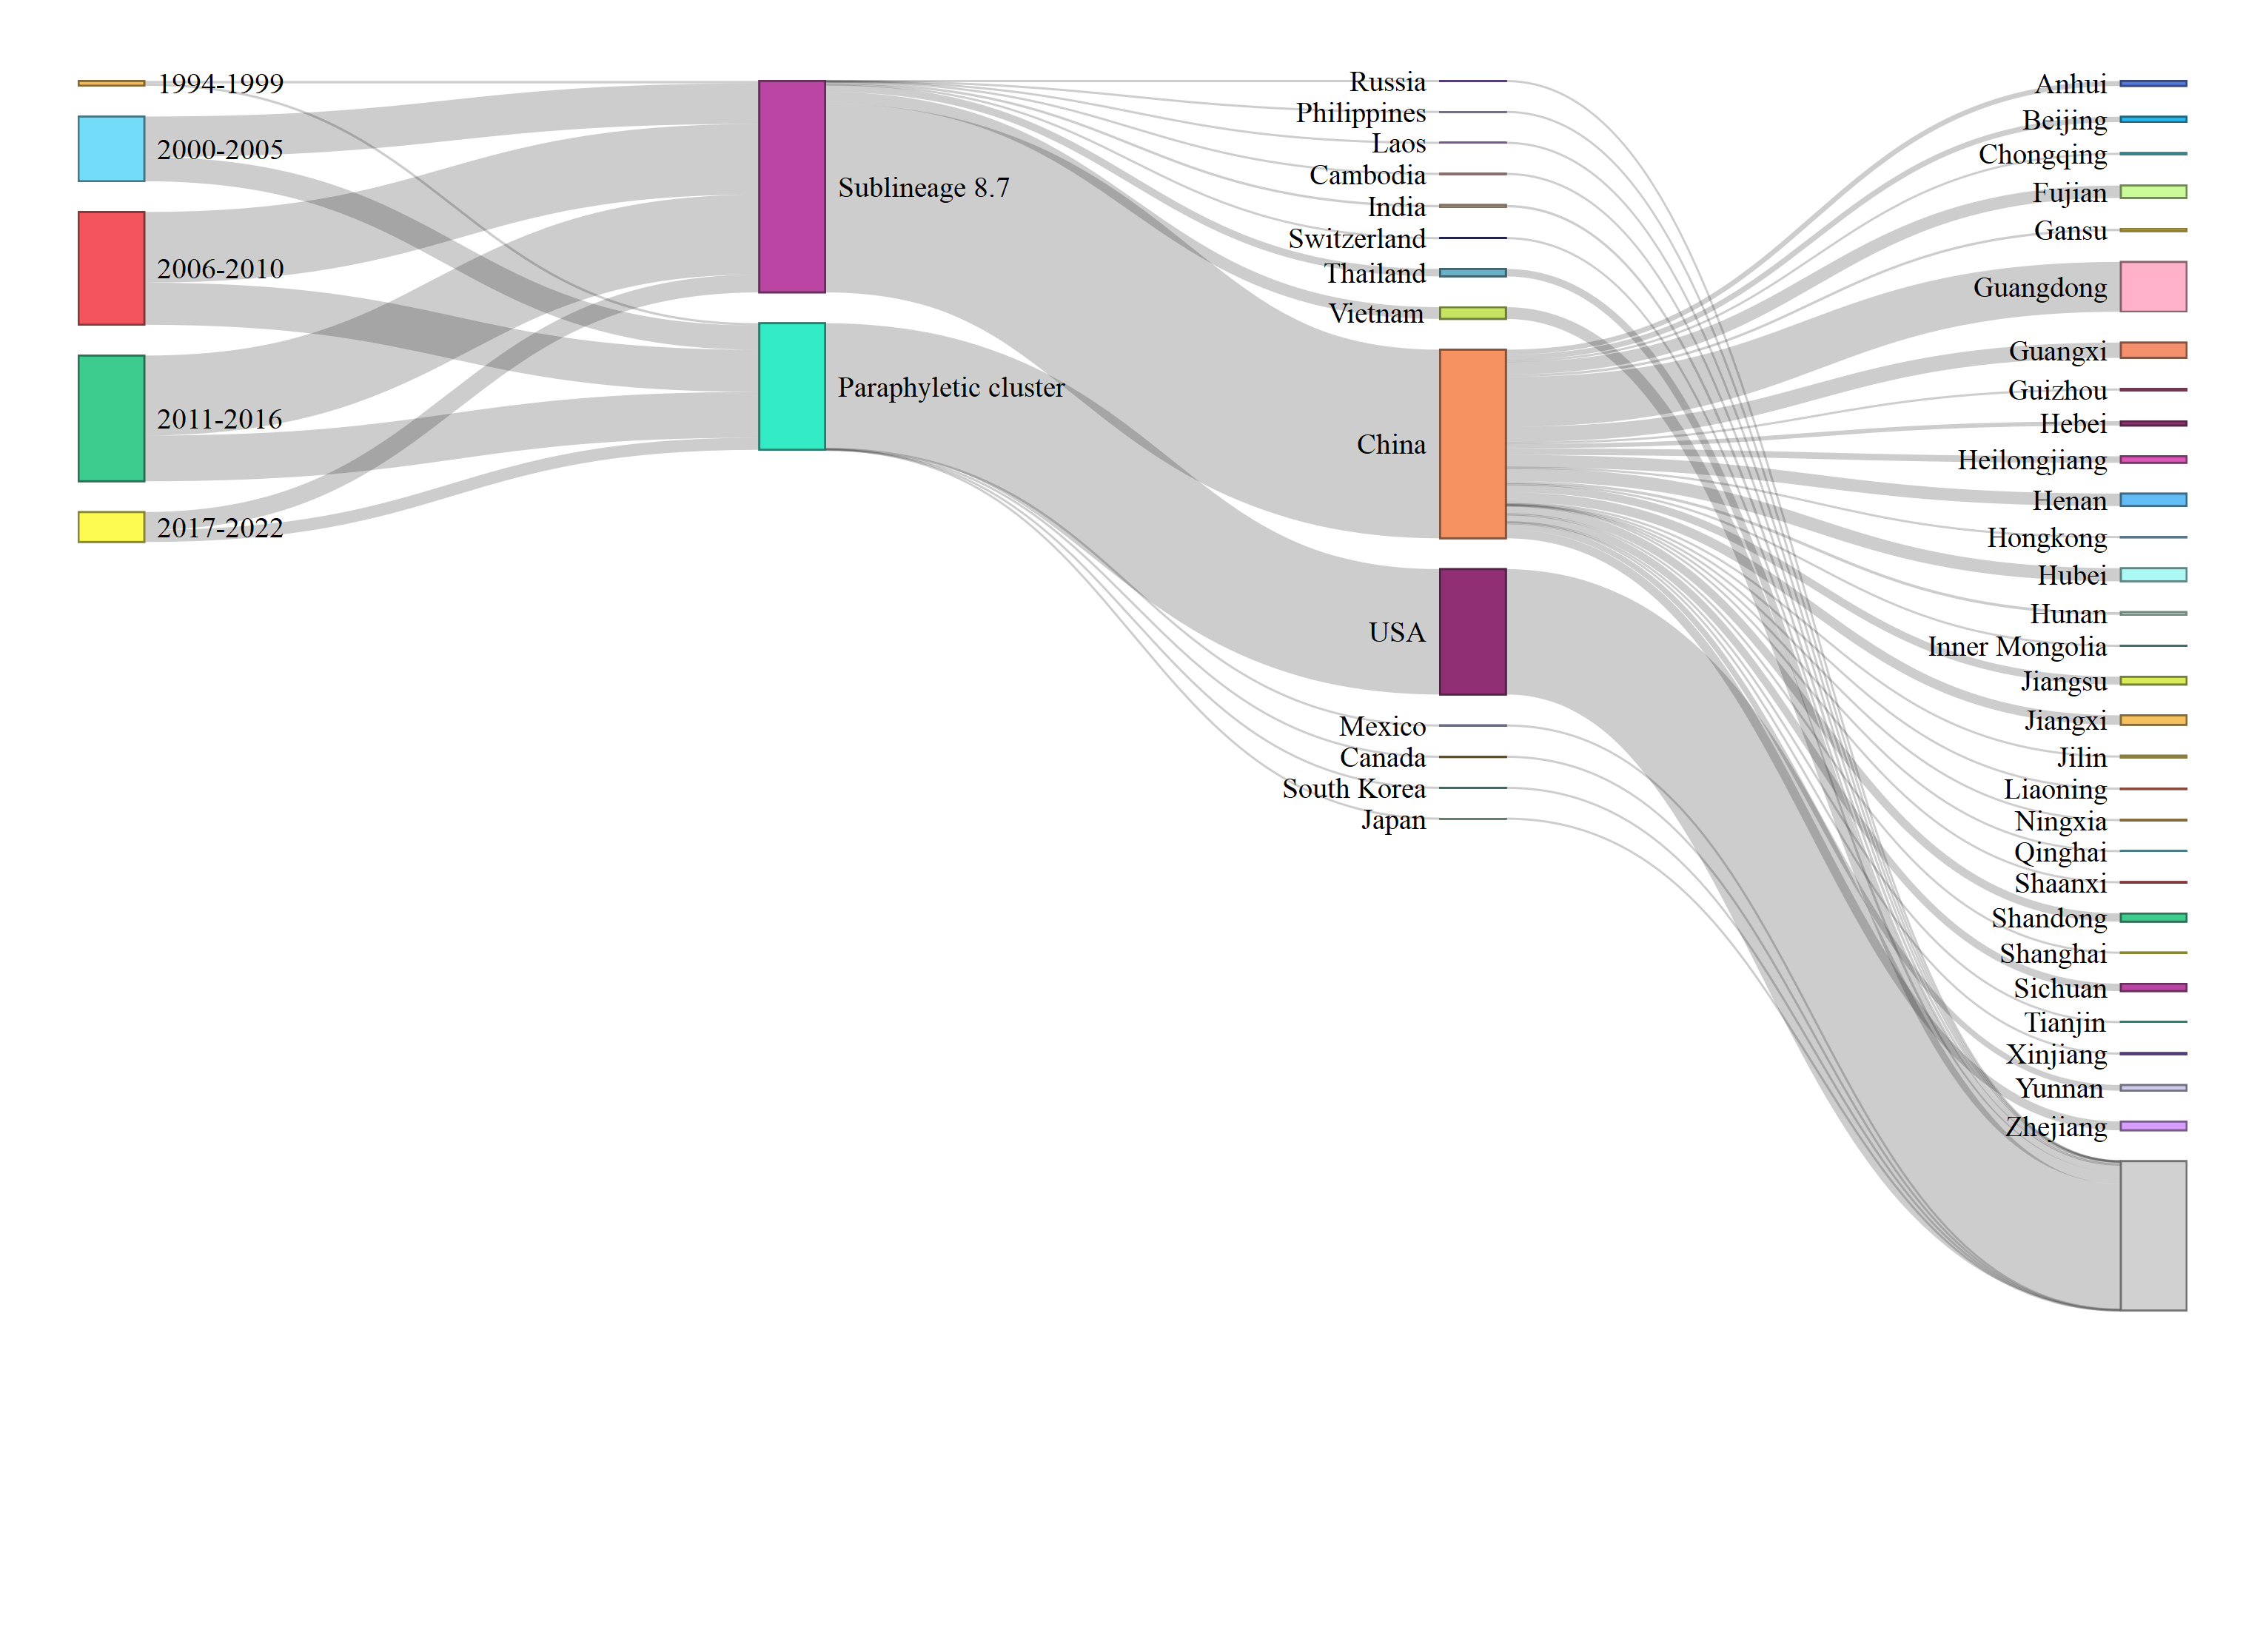 1994-1999
2000-2005
2006-2010
2011-2016
2017-2022
Sublineage 8.7
Paraphyletic cluster
Russia
Philippines
Laos
Cambodia
India
Switzerland
Thailand
Vietnam
China
USA
Mexico
Canada
South Korea
Japan
Anhui
Beijing
Chongqing
Fujian
Gansu
Guangdong
Guangxi
Guizhou
Hebei
Heilongjiang
Henan
Hongkong
Hubei
Hunan
Inner Mongolia
Jiangsu
Jiangxi
Jilin
Liaoning
Ningxia
Qinghai
Shaanxi
Shandong
Shanghai
Sichuan
Tianjin
Xinjiang
Yunnan
Zhejiang